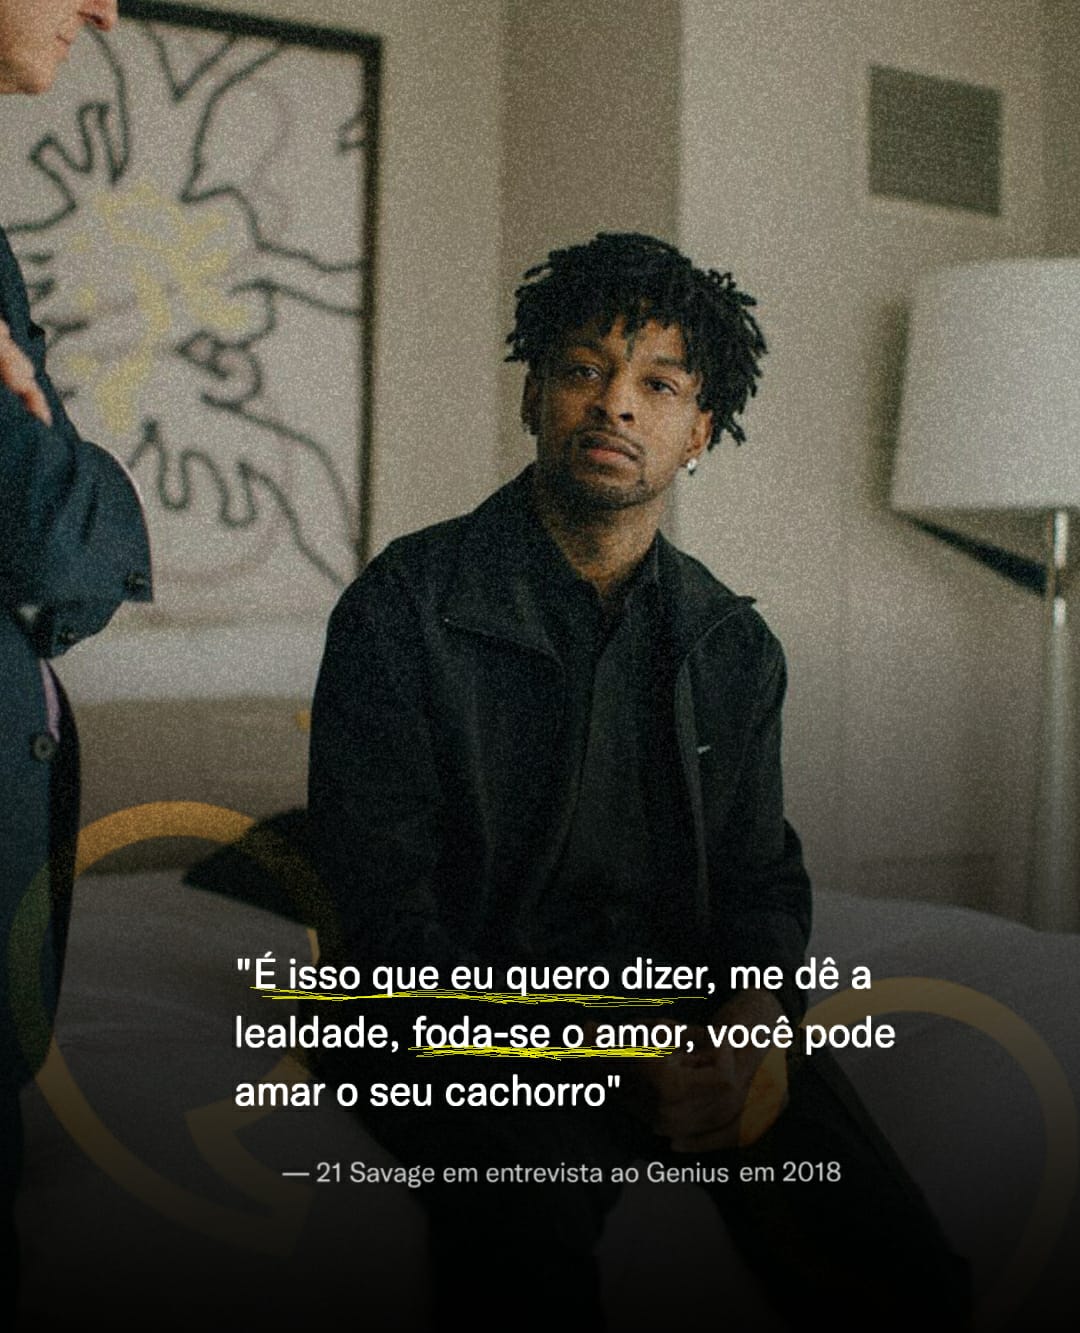 "É isso que eu quero dizer, me dê a
lealdade, foda-se o amor, você pode
amar o seu cachorro"
— 21 Savage em entrevista ao Genius em 2018